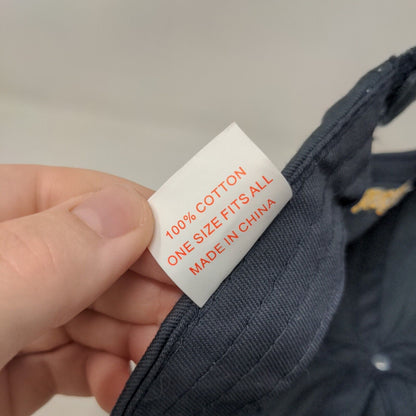 100% COTTON
ONE SIZE FITS ALL
MADE IN CHINA